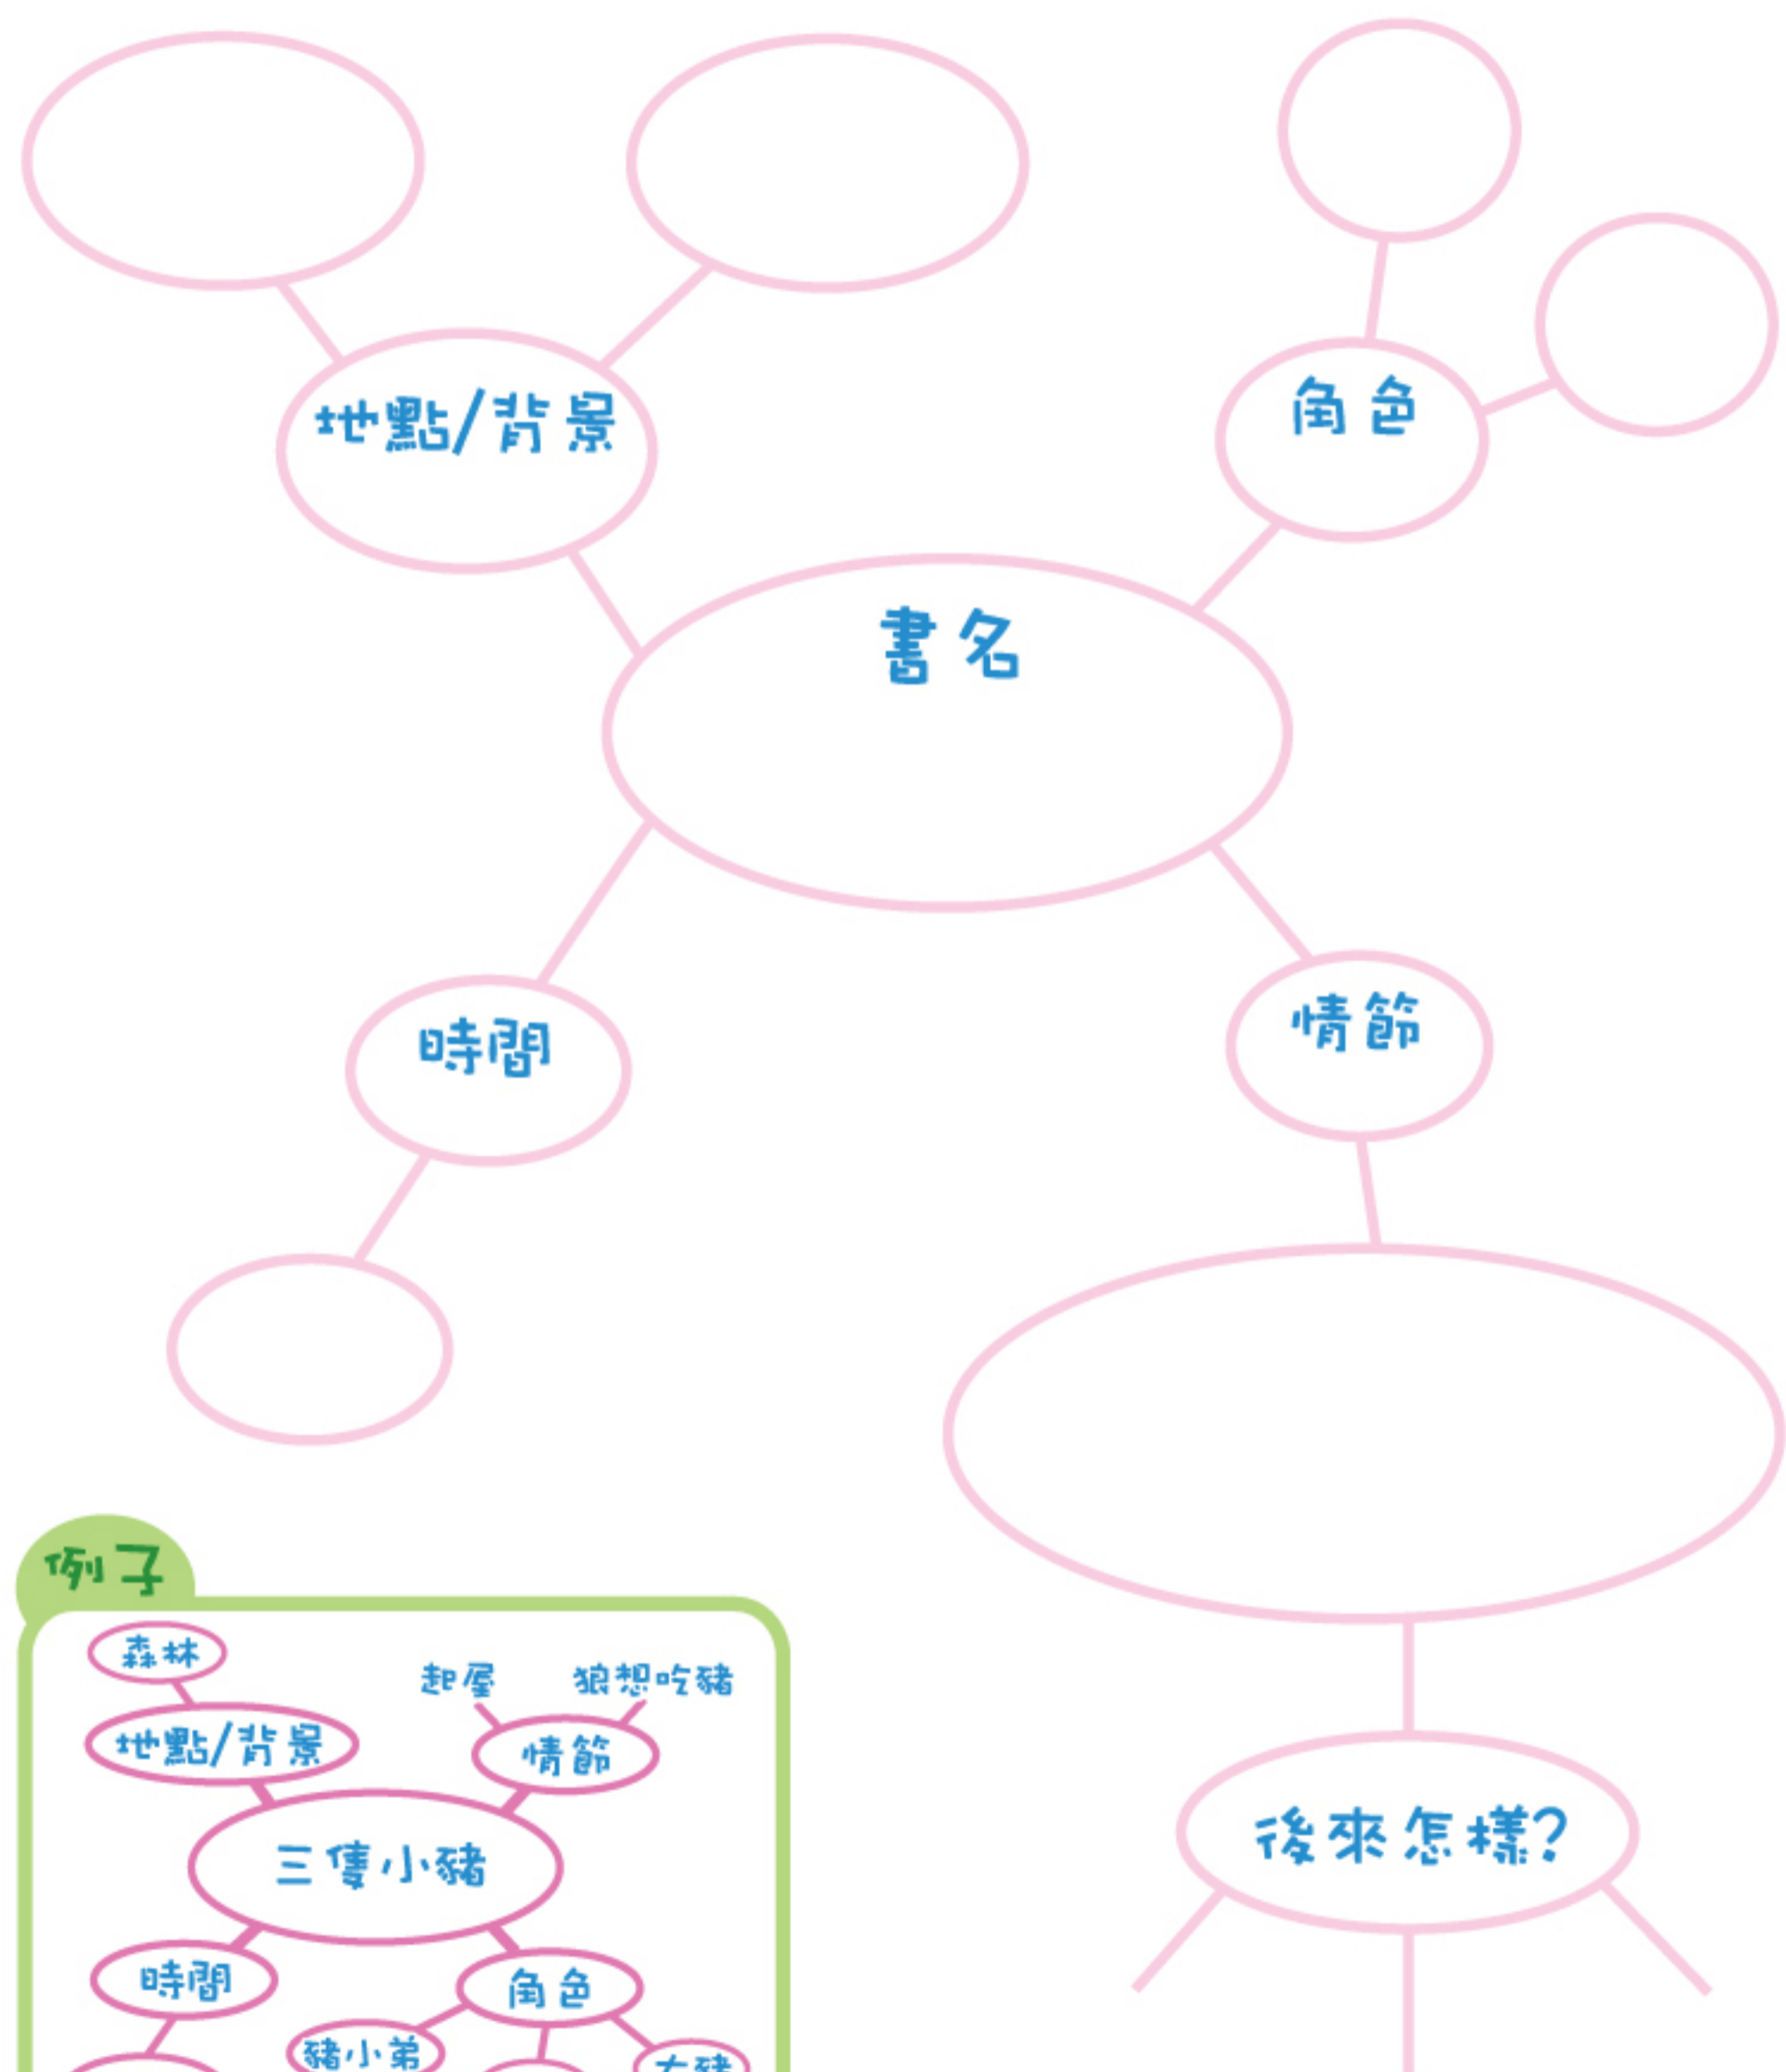 地點/背景
角色
書名
時間
情節
後來怎樣?
例子
森林
起屋
狼想吃豬
地點/背景
情節
三隻小豬
時間
角色
豬小弟
大豬